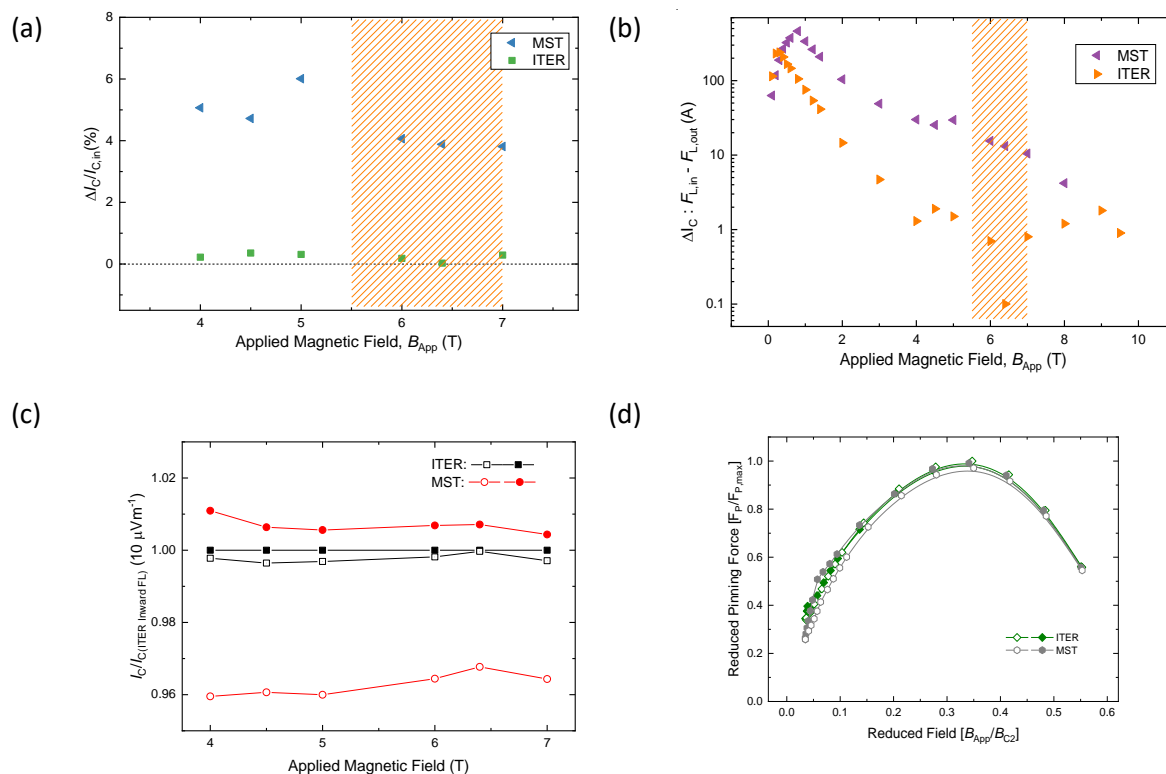 (a)
8
6
4
2
0
4
5
6
7
ΔI_C/I_C,in(%)
Applied Magnetic Field, B_App (T)
MST
ITER
(b)
100
10
1
0.1
0
2
4
6
8
10
ΔI_C : F_L,in - F_L,out (A)
Applied Magnetic Field, B_App (T)
MST
ITER
(c)
1.02
1.00
0.98
0.96
4
5
6
7
I_C/I_C(ITER Inward FL) (10 μVm⁻¹)
Applied Magnetic Field (T)
ITER:
MST:
(d)
1.0
0.8
0.6
0.4
0.2
0.0
0.0
0.1
0.2
0.3
0.4
0.5
0.6
Reduced Pinning Force [F_P/F_P,max]
Reduced Field [B_App/B_C2]
ITER
MST